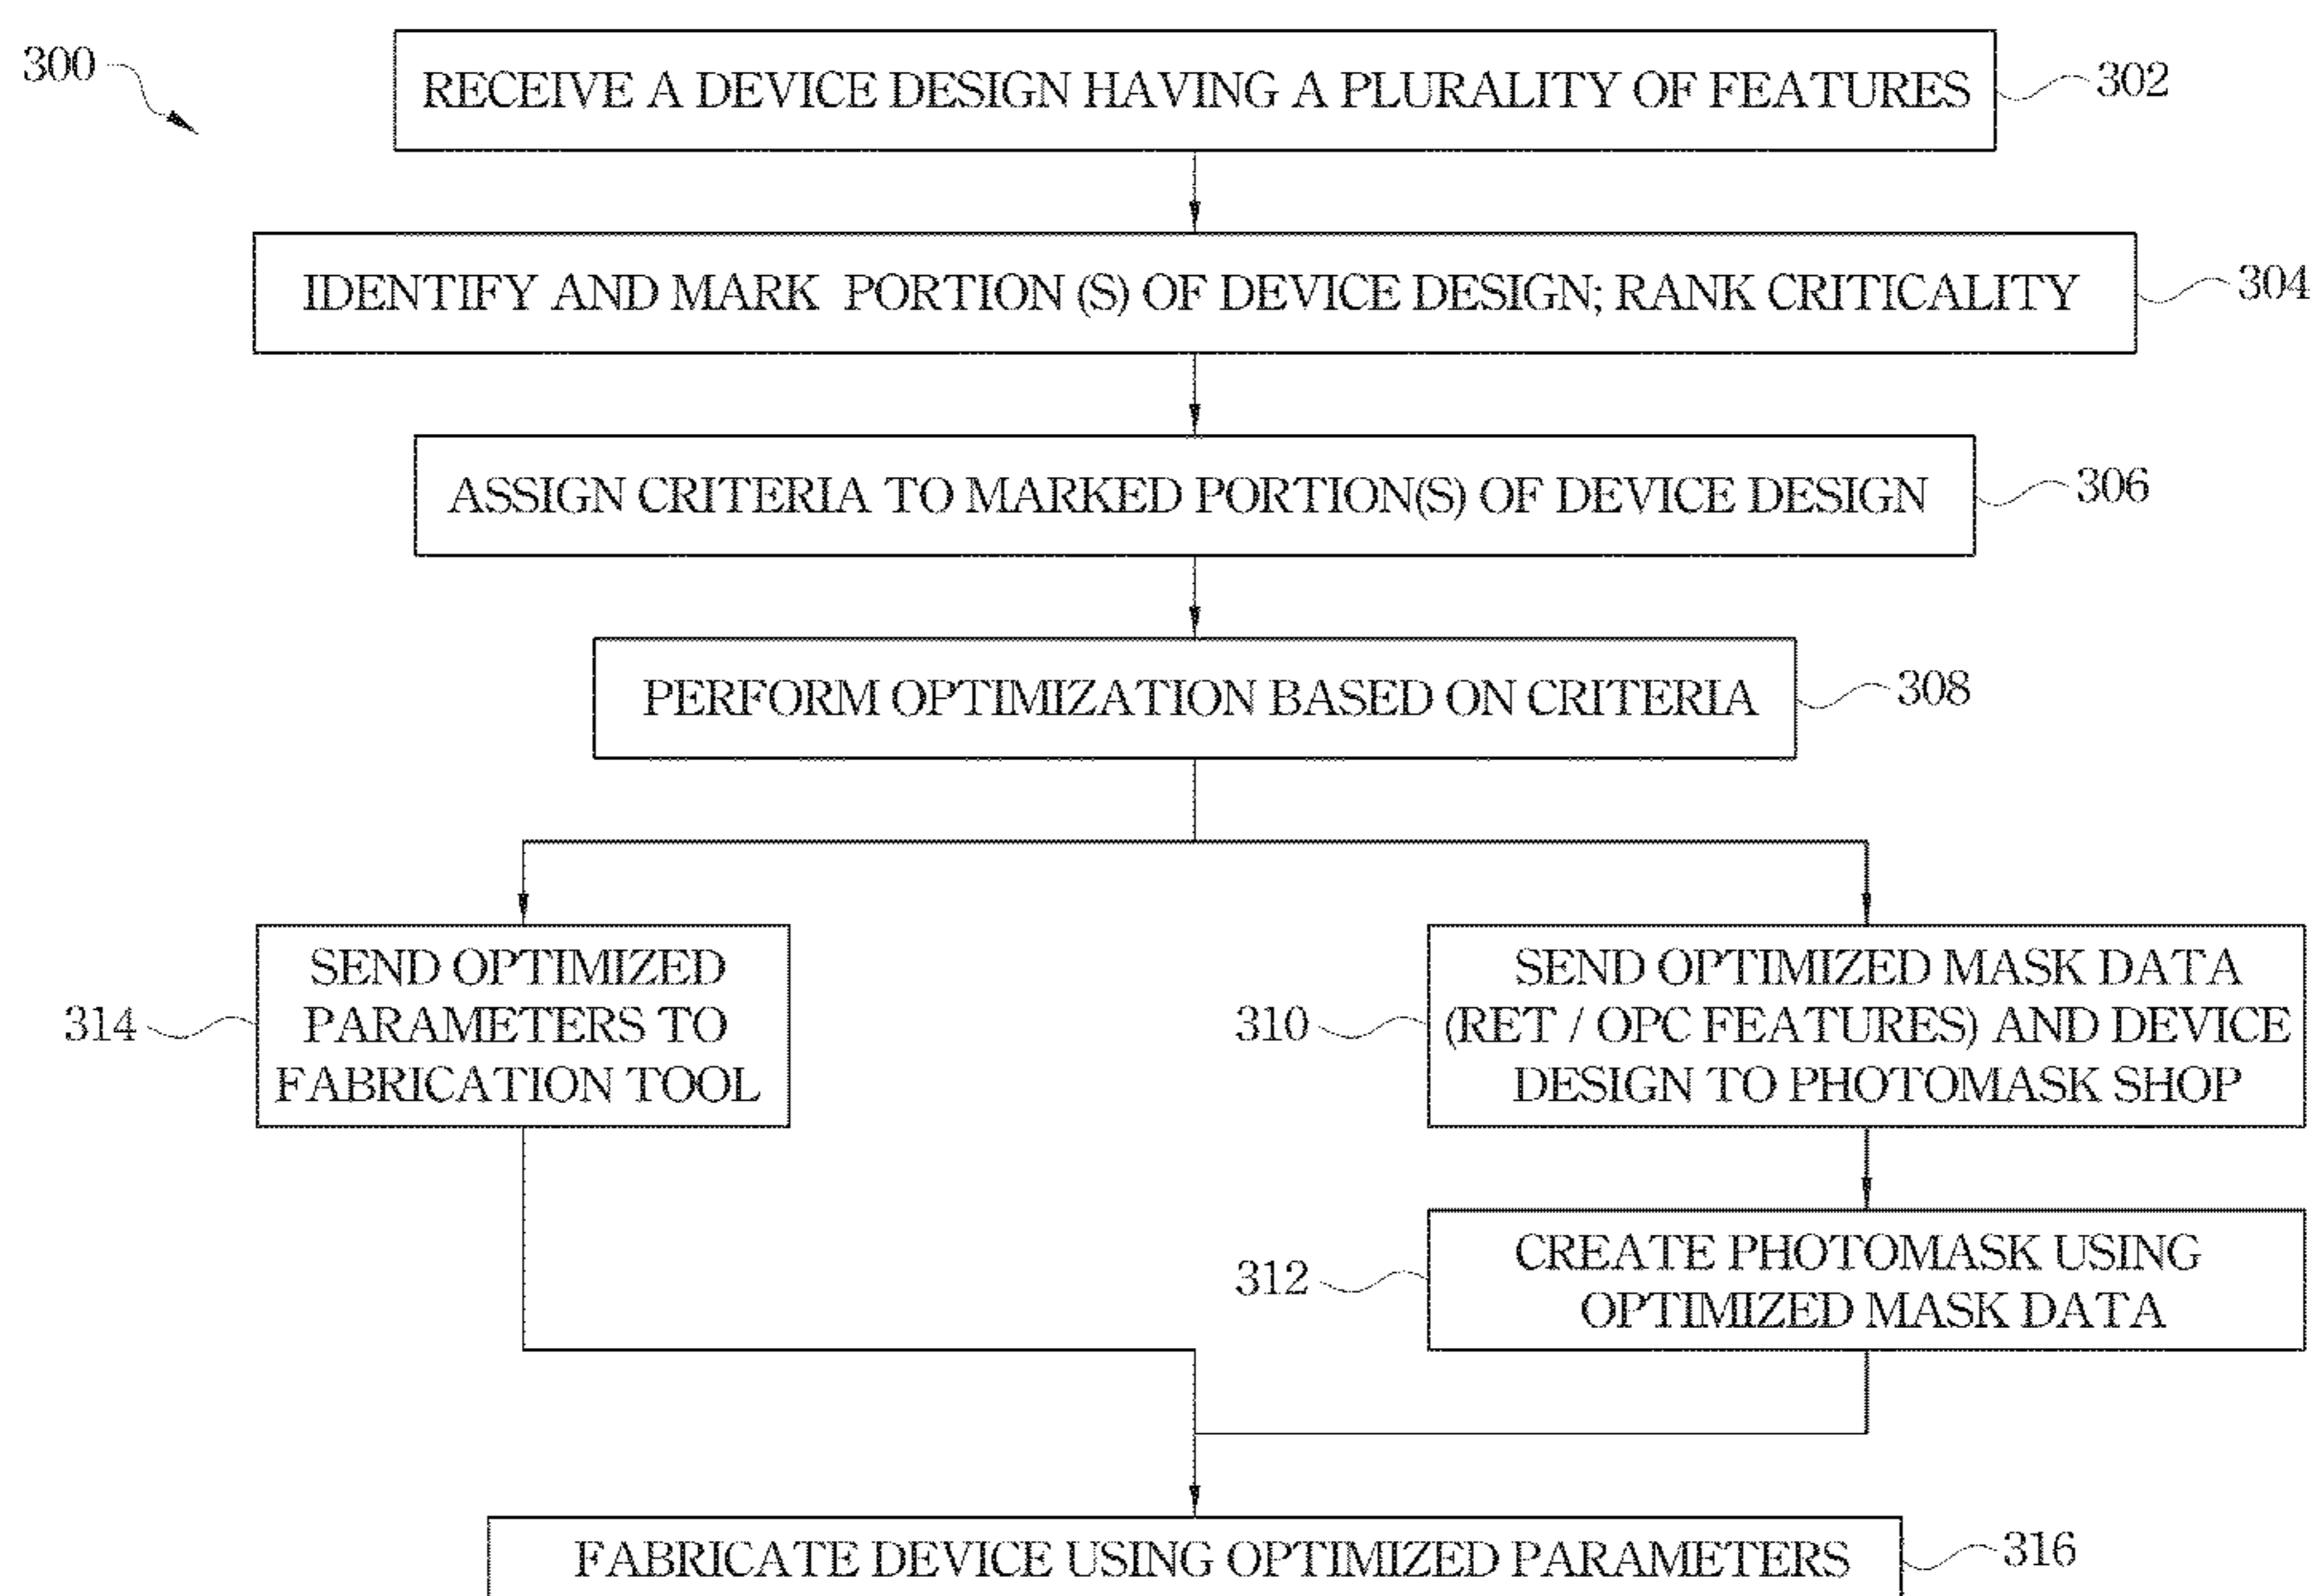 300
RECEIVE A DEVICE DESIGN HAVING A PLURALITY OF FEATURES
302
IDENTIFY AND MARK PORTION (S) OF DEVICE DESIGN; RANK CRITICALITY
304
ASSIGN CRITERIA TO MARKED PORTION(S) OF DEVICE DESIGN
306
PERFORM OPTIMIZATION BASED ON CRITERIA
308
314
SEND OPTIMIZED
PARAMETERS TO
FABRICATION TOOL
310
SEND OPTIMIZED MASK DATA
(RET / OPC FEATURES) AND DEVICE
DESIGN TO PHOTOMASK SHOP
312
CREATE PHOTOMASK USING
OPTIMIZED MASK DATA
FABRICATE DEVICE USING OPTIMIZED PARAMETERS
316